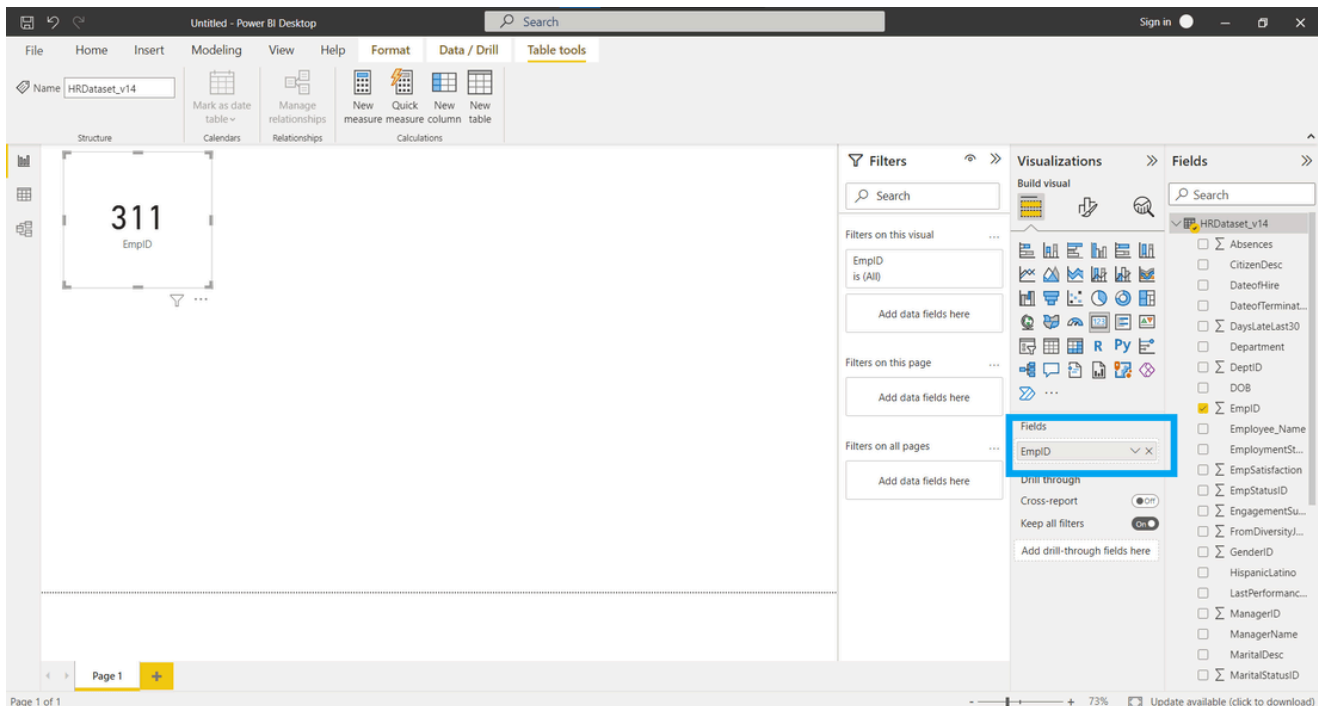 Untitled - Power BI Desktop
Search
Sign in
File Home Insert Modeling View Help Format Data / Drill Table tools
Name HRDataset_v14
Mark as date table
Manage relationships
New measure
Quick measure
New column
New table
Structure
Calendars
Relationships
Calculations
311
EmpID
Filters
Search
Filters on this visual
EmpID
is (All)
Add data fields here
Filters on this page
Add data fields here
Filters on all pages
Add data fields here
Visualizations
Build visual
123
R Py
Fields
EmpID
Drill through
Cross-report Off
Keep all filters On
Add drill-through fields here
Fields
Search
HRDataset_v14
Absences
CitizenDesc
DateofHire
DateofTerminat...
DaysLateLast30
Department
DeptID
DOB
EmpID
Employee_Name
EmploymentSt...
EmpSatisfaction
EmpStatusID
EngagementSu...
FromDiversityJ...
GenderID
HispanicLatino
LastPerformanc...
ManagerID
ManagerName
MaritalDesc
MaritalStatusID
Page 1
Page 1 of 1
- + 73%
Update available (click to download)